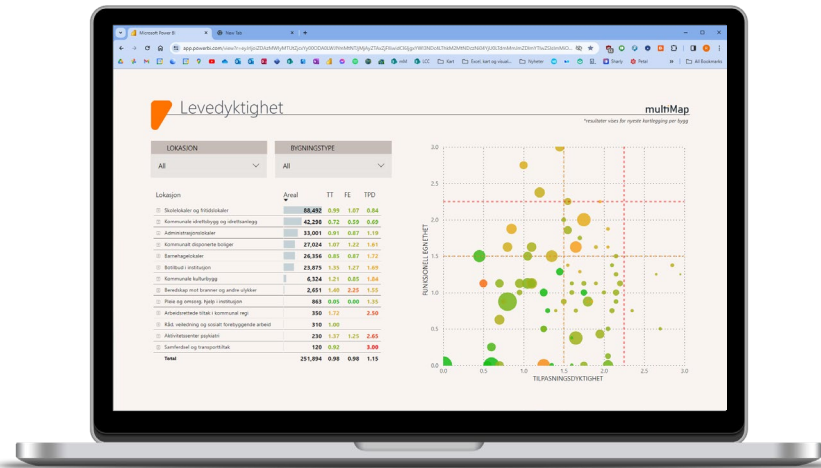 Microsoft Power BI
New Tab
Levedyktighet
multiMap
*resultater vises for nyeste kartlegging per bygg
LOKASJON
BYGNINGSTYPE
All
All
Lokasjon Areal TT FE TPD
Skolelokaler og fritidslokaler 88,492 0.99 1.07 0.84
Kommunale idrettsbygg og idrettsanlegg 42,298 0.72 0.59 0.69
Administrasjonslokaler 33,001 0.91 0.87 1.19
Kommunalt disponerte boliger 27,024 1.07 1.22 1.61
Barnehagelokaler 26,356 0.85 0.87 1.72
Botilbud i institusjon 23,875 1.35 1.27 1.69
Kommunale kulturbygg 6,324 1.21 0.85 1.84
Beredskap mot branner og andre ulykker 2,651 1.48 2.25 1.55
Pleie og omsorg, hjelp i institusjon 863 0.05 0.00 1.35
Arbeidsrettede tiltak i kommunal regi 350 1.72 2.50
Råd, veiledning og sosialt forebyggende arbeid 310 1.00
Aktivitetssenter psykiatri 230 1.37 1.25 2.65
Samferdsel og transporttiltak 120 0.02 3.00
Total 251,894 0.98 0.98 1.15
FUNKSJONELL EGNETHET
3.0
2.5
2.0
1.5
1.0
0.5
0.0
0.0 0.5 1.0 1.5 2.0 2.5 3.0
TILPASNINGSDYKTIGHET